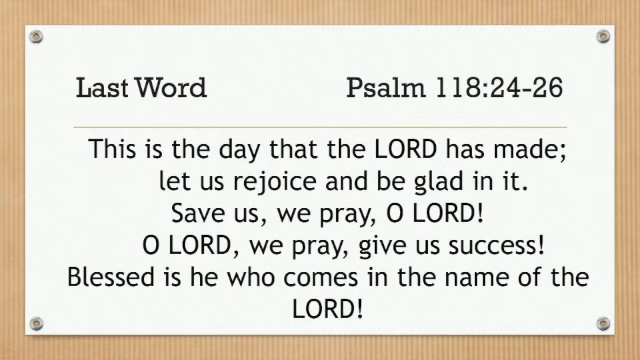 Last Word Psalm 118:24-26
This is the day that the LORD has made;
let us rejoice and be glad in it.
Save us, we pray, O LORD!
O LORD, we pray, give us success!
Blessed is he who comes in the name of the
LORD!